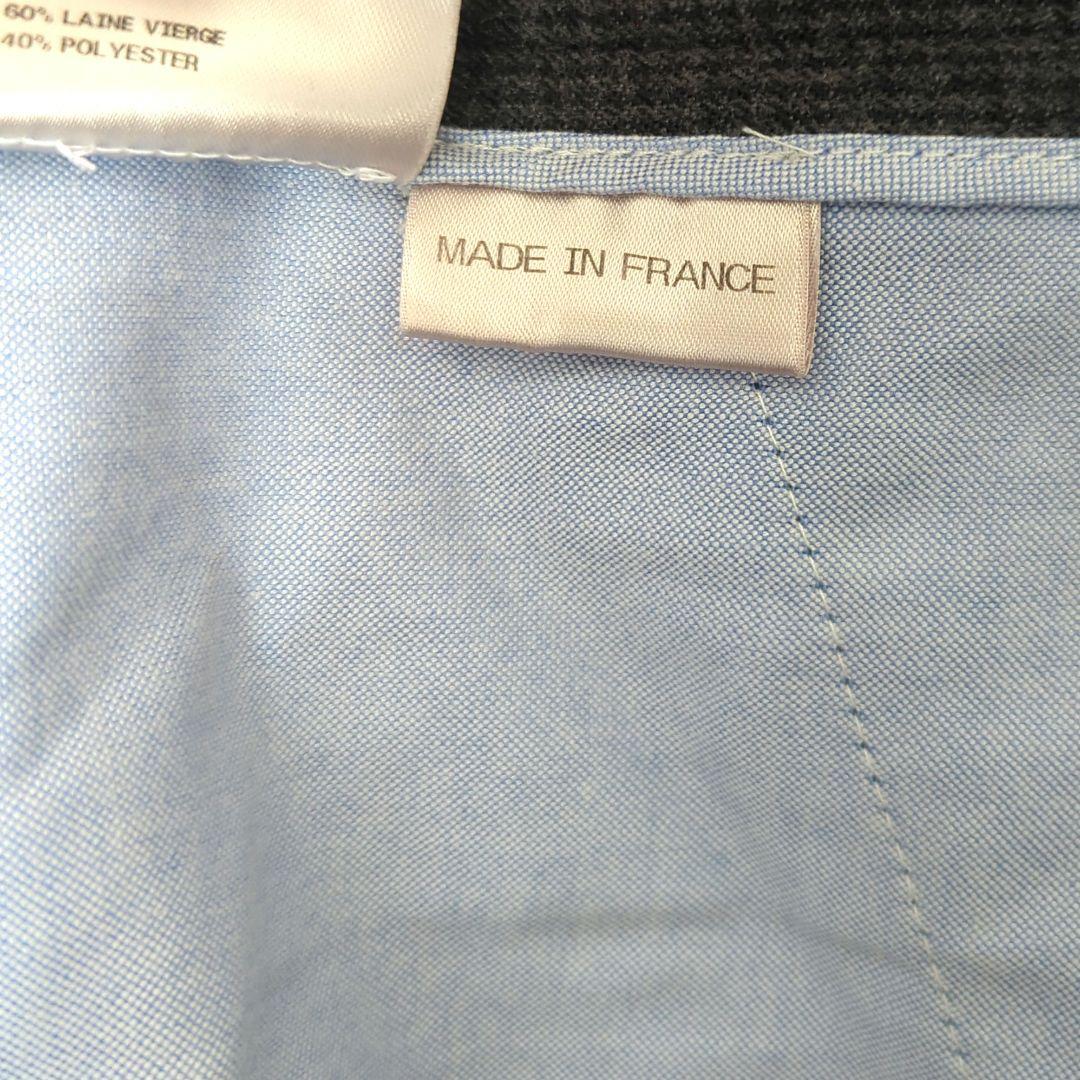 60% LAINE VIERGE
40% POLYESTER
MADE IN FRANCE